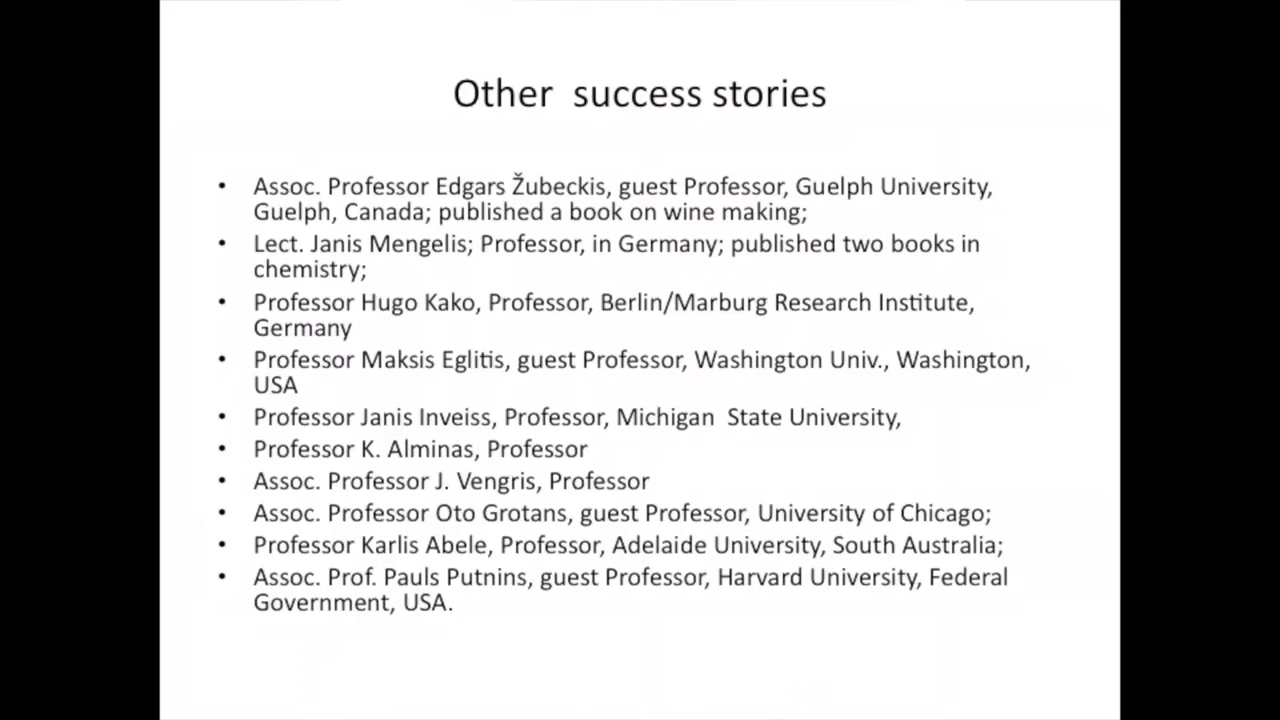 Other  success stories
• Assoc. Professor Edgars Žubeckis, guest Professor, Guelph University,
Guelph, Canada; published a book on wine making;
• Lect. Janis Mengelis; Professor, in Germany; published two books in
chemistry;
• Professor Hugo Kako, Professor, Berlin/Marburg Research Institute,
Germany
• Professor Maksis Eglitis, guest Professor, Washington Univ., Washington,
USA
• Professor Janis Inveiss, Professor, Michigan  State University,
• Professor K. Alminas, Professor
• Assoc. Professor J. Vengris, Professor
• Assoc. Professor Oto Grotans, guest Professor, University of Chicago;
• Professor Karlis Abele, Professor, Adelaide University, South Australia;
• Assoc. Prof. Pauls Putnins, guest Professor, Harvard University, Federal
Government, USA.